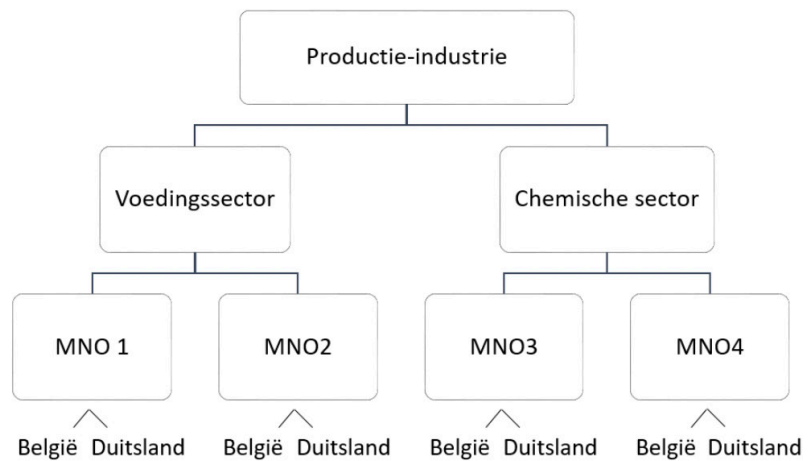 Productie-industrie
Voedingssector
Chemische sector
MNO 1
MNO2
MNO3
MNO4
België Duitsland
België Duitsland
België Duitsland
België Duitsland